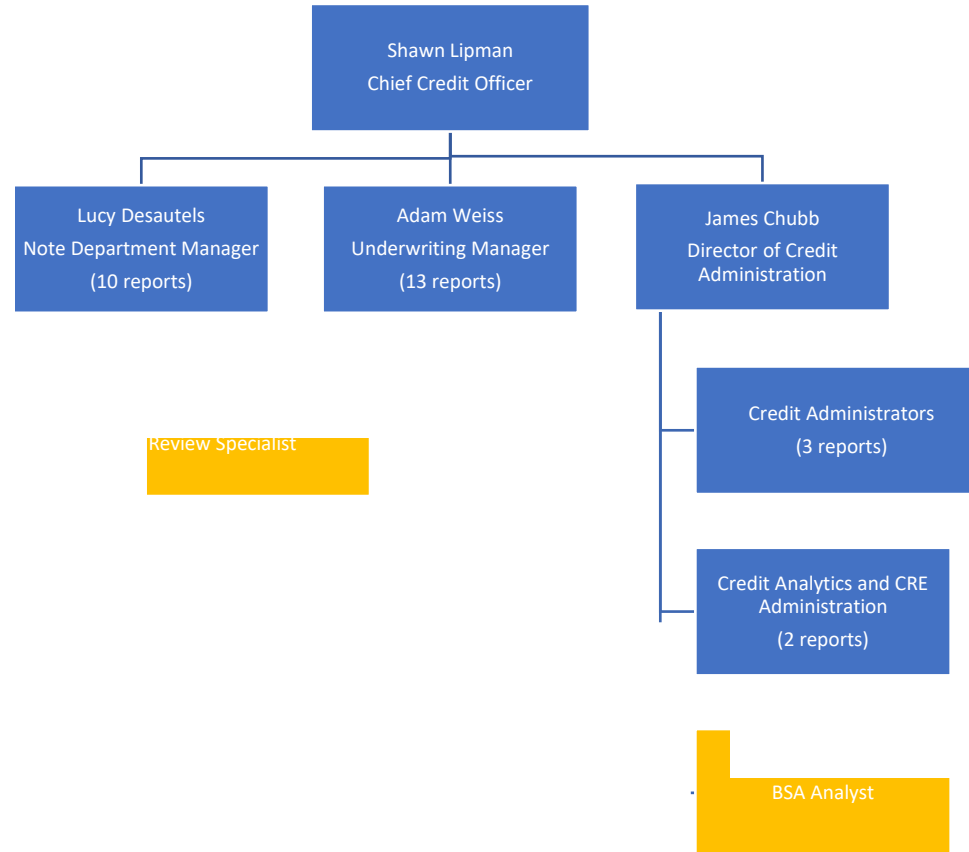 Shawn Lipman
Chief Credit Officer
Lucy Desautels
Note Department Manager
(10 reports)
Adam Weiss
Underwriting Manager
(13 reports)
James Chubb
Director of Credit
Administration
Credit Administrators
(3 reports)
Review Specialist
Credit Analytics and CRE
Administration
(2 reports)
BSA Analyst